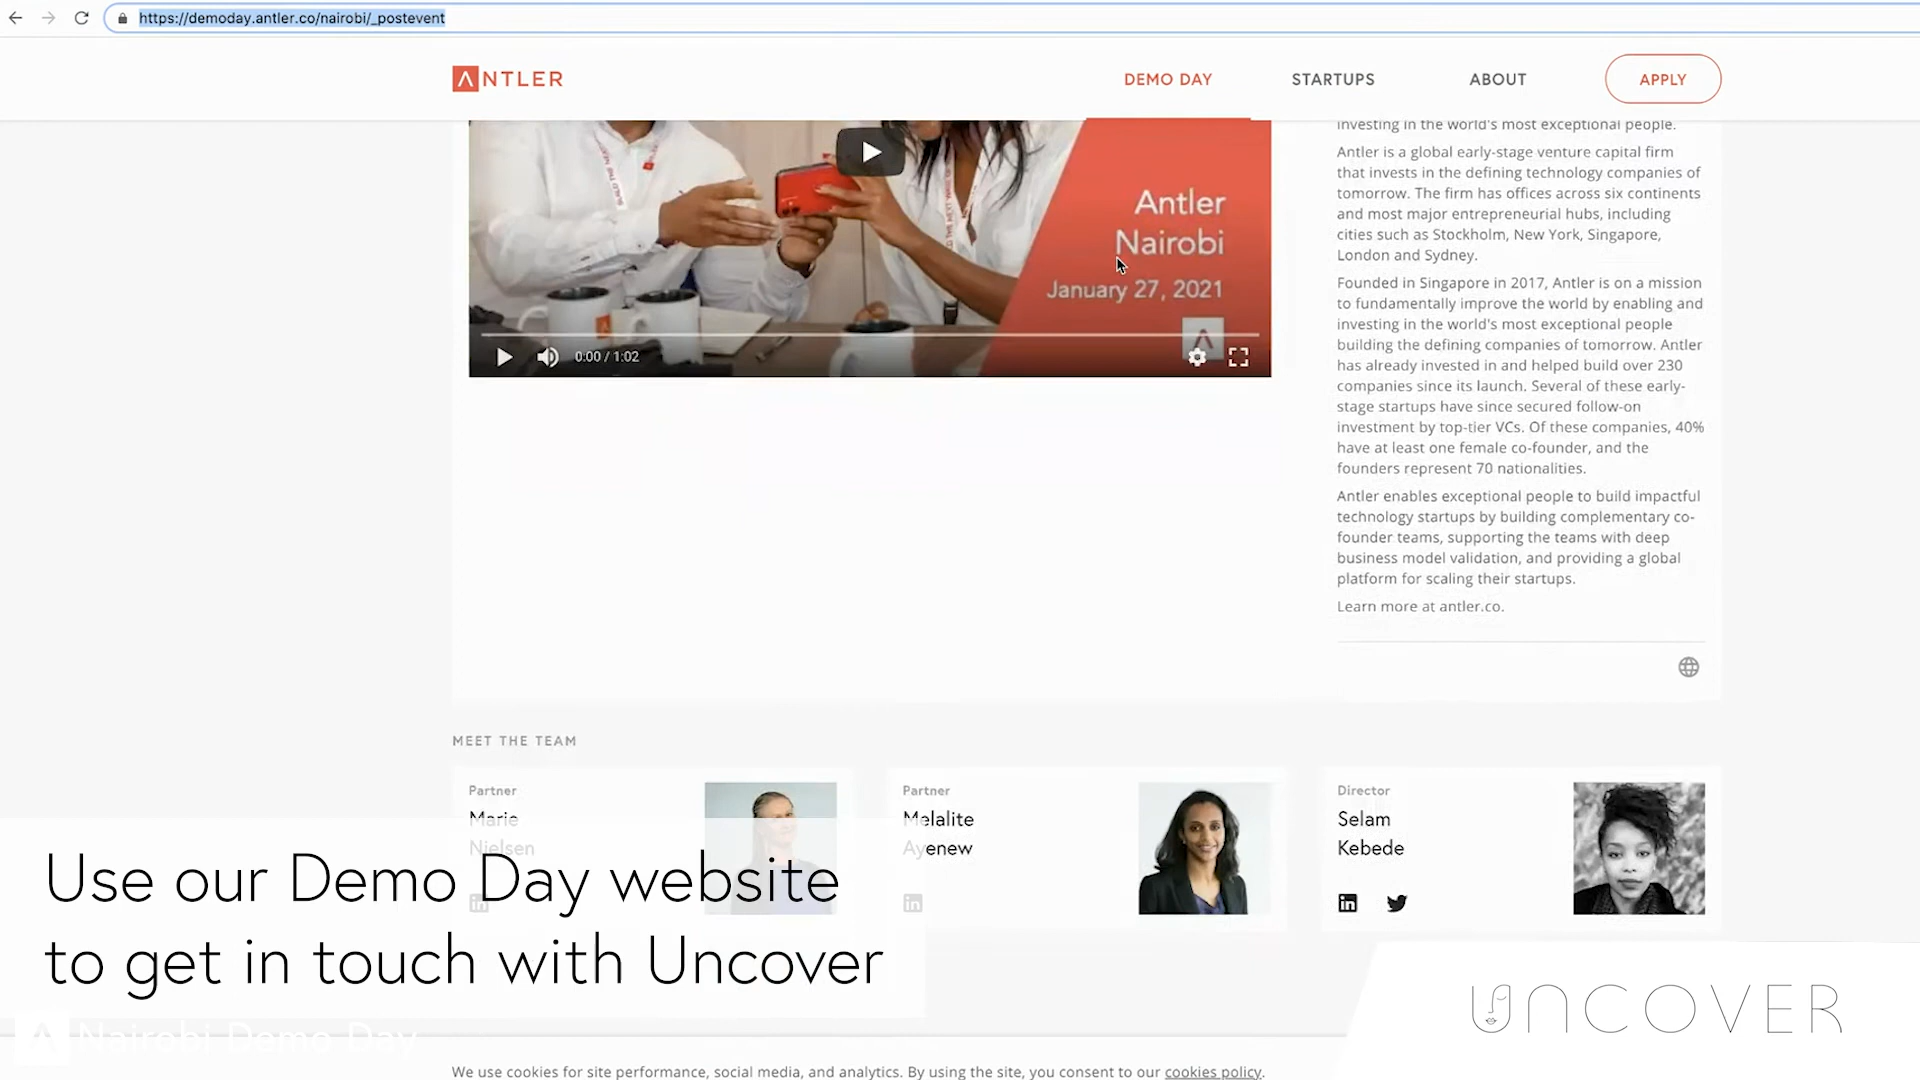 https://demoday.antler.co/nairobi/_postevent
ANTLER
DEMO DAY
STARTUPS
ABOUT
APPLY
Antler
Nairobi
January 27, 2021
0:00 / 1:02
investing in the world's most exceptional people.
Antler is a global early-stage venture capital firm
that invests in the defining technology companies of
tomorrow. The firm has offices across six continents
and most major entrepreneurial hubs, including
cities such as Stockholm, New York, Singapore,
London and Sydney.
Founded in Singapore in 2017, Antler is on a mission
to fundamentally improve the world by enabling and
investing in the world's most exceptional people
building the defining companies of tomorrow. Antler
has already invested in and helped build over 230
companies since its launch. Several of these early-
stage startups have since secured follow-on
investment by top-tier VCs. Of these companies, 40%
have at least one female co-founder, and the
founders represent 70 nationalities.
Antler enables exceptional people to build impactful
technology startups by building complementary co-
founder teams, supporting the teams with deep
business model validation, and providing a global
platform for scaling their startups.
Learn more at antler.co.
MEET THE TEAM
Partner
Marie
Nielsen
Partner
Melalite
Ayenew
Director
Selam
Kebede
Use our Demo Day website
to get in touch with Uncover
UNCOVER
Nairobi Demo Day
We use cookies for site performance, social media, and analytics. By using the site, you consent to our cookies policy.